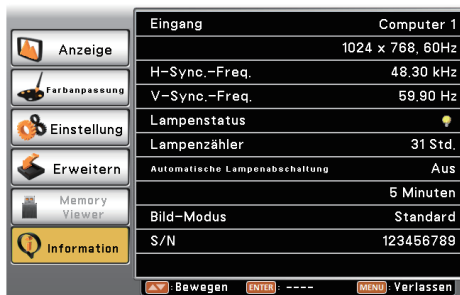 Anzeige
Farbanpassung
Einstellung
Erweitern
Memory
Viewer
Information
Eingang Computer 1
1024 x 768, 60Hz
H-Sync.-Freq. 48.30 kHz
V-Sync.-Freq. 59.90 Hz
Lampenstatus
Lampenzähler 31 Std.
Automatische Lampenabschaltung Aus
5 Minuten
Bild-Modus Standard
S/N 123456789
:Bewegen ENTER : ---- MENU : Verlassen